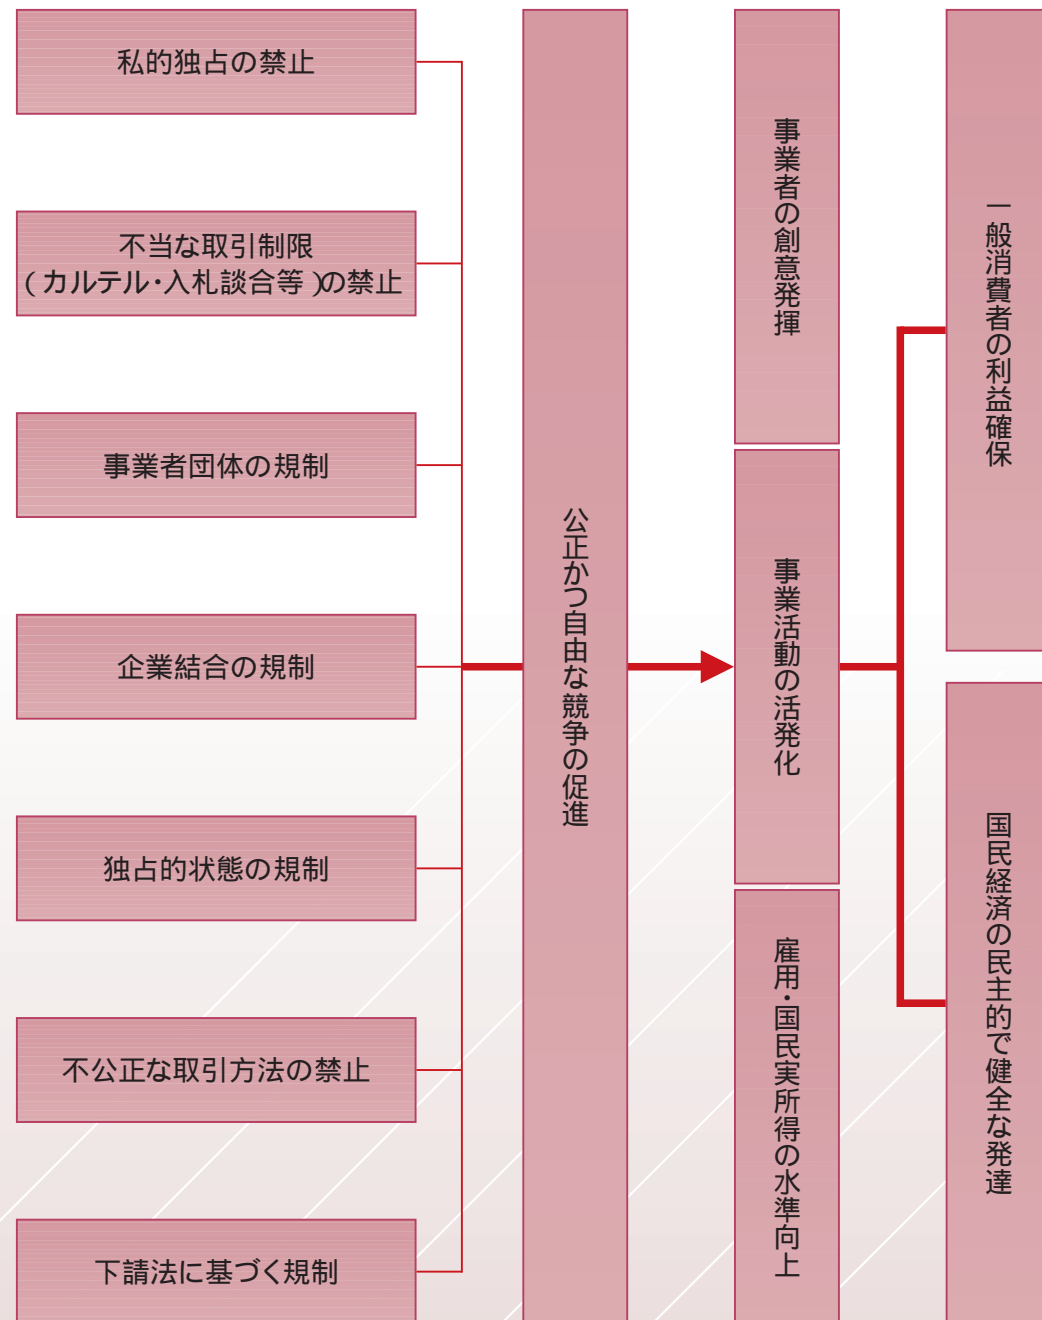 私的独占の禁止
不当な取引制限
(カルテル・入札談合等)の禁止
事業者団体の規制
企業結合の規制
独占的状態の規制
不公正な取引方法の禁止
下請法に基づく規制
公正かつ自由な競争の促進
事業者の創意発揮
事業活動の活発化
雇用・国民実所得の水準向上
一般消費者の利益確保
国民経済の民主的で健全な発達